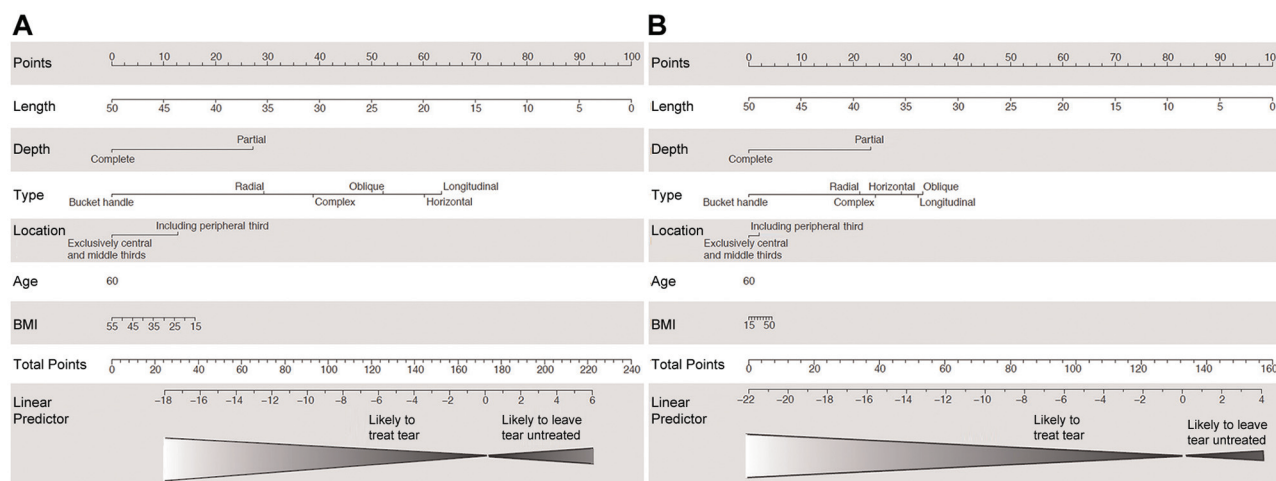 A
Points
0 10 20 30 40 50 60 70 80 90 100
Length
50 45 40 35 30 25 20 15 10 5 0
Depth
Partial
Complete
Type
Radial Oblique Longitudinal
Bucket handle Complex Horizontal
Location
Including peripheral third
Exclusively central
and middle thirds
Age
60
BMI
55 45 35 25 15
Total Points
0 20 40 60 80 100 120 140 160 180 200 220 240
Linear
Predictor
-18 -16 -14 -12 -10 -8 -6 -4 -2 0 2 4 6
Likely to
treat tear
Likely to leave
tear untreated
B
Points
0 10 20 30 40 50 60 70 80 90 100
Length
50 45 40 35 30 25 20 15 10 5 0
Depth
Partial
Complete
Type
Radial Horizontal Oblique
Bucket handle Complex Longitudinal
Location
Including peripheral third
Exclusively central
and middle thirds
Age
60
BMI
15 50
Total Points
0 20 40 60 80 100 120 140 160
Linear
Predictor
-22 -20 -18 -16 -14 -12 -10 -8 -6 -4 -2 0 2 4
Likely to
treat tear
Likely to leave
tear untreated